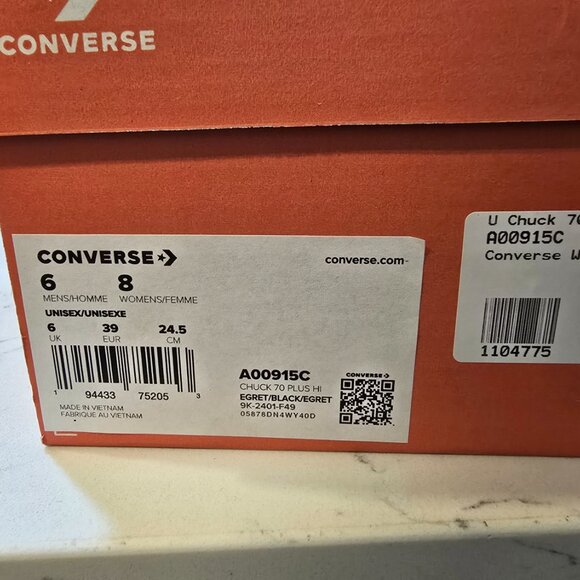 CONVERSE
CONVERSE
converse.com
6 8
MENS/HOMME WOMENS/FEMME
UNISEX/UNISEXE
6 39 24.5
UK EUR CM
1 94433 75205 3
MADE IN VIETNAM
FABRIQUE AU VIETNAM
A00915C
CHUCK 70 PLUS HI
EGRET/BLACK/EGRET
9K-2401-F49
05878DN4WY40D
CONVERSE
U Chuck 70
A00915C
Converse W
1104775